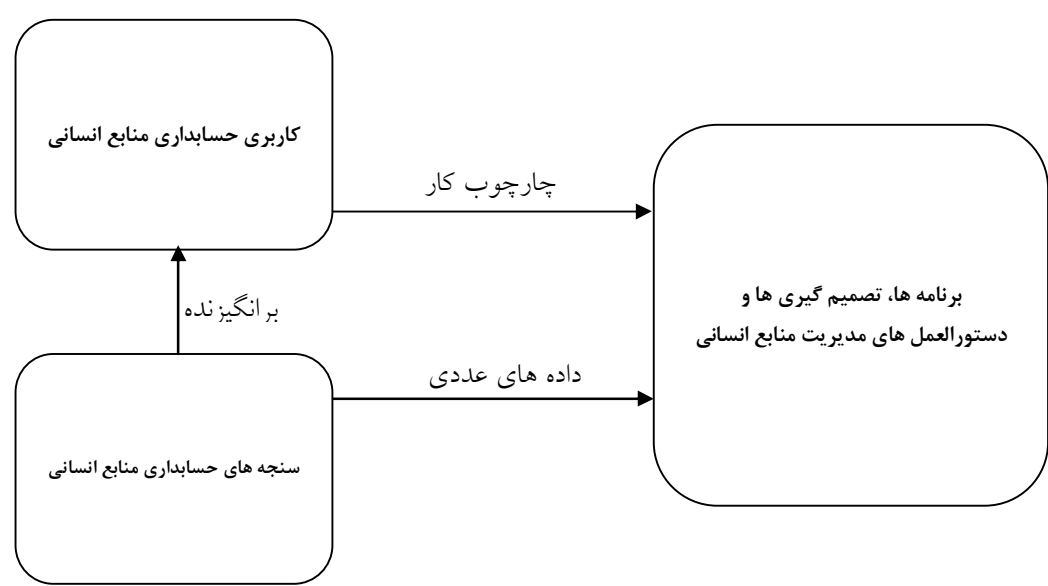 کاربری حسابداری منابع انسانی
چارچوب کار
برنامه ها، تصمیم گیری ها و
دستورالعمل های مدیریت منابع انسانی
برانگیزنده
داده های عددی
سنجه های حسابداری منابع انسانی